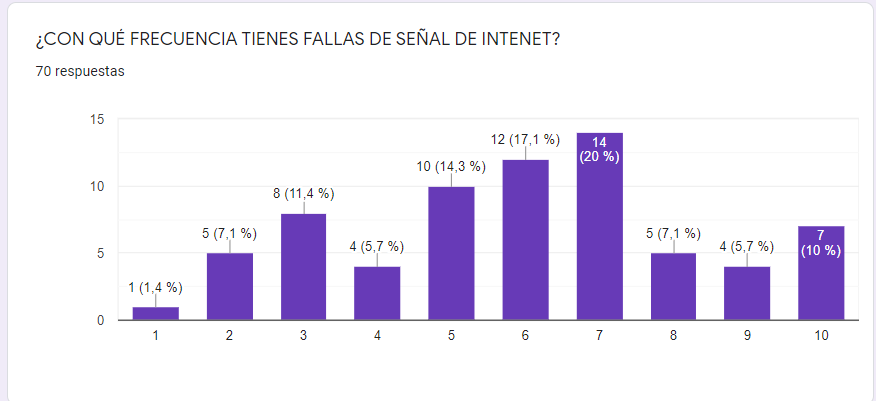 ¿CON QUÉ FRECUENCIA TIENES FALLAS DE SEÑAL DE INTENET?
70 respuestas
15
10
5
0
1 (1,4 %)
5 (7,1 %)
8 (11,4 %)
4 (5,7 %)
10 (14,3 %)
12 (17,1 %)
14
(20 %)
5 (7,1 %)
4 (5,7 %)
7
(10 %)
1 2 3 4 5 6 7 8 9 10